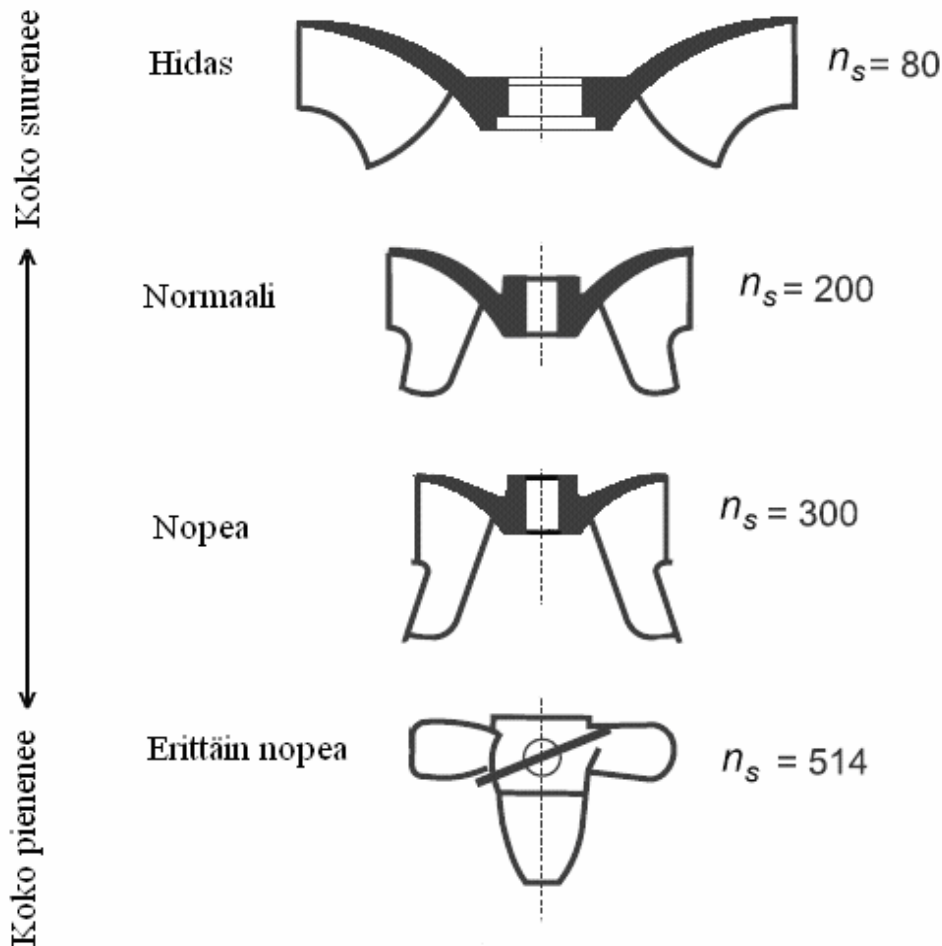 Koko suurenee
Hidas
n_s = 80
Normaali
n_s = 200
Nopea
n_s = 300
Erittäin nopea
n_s = 514
Koko pienenee